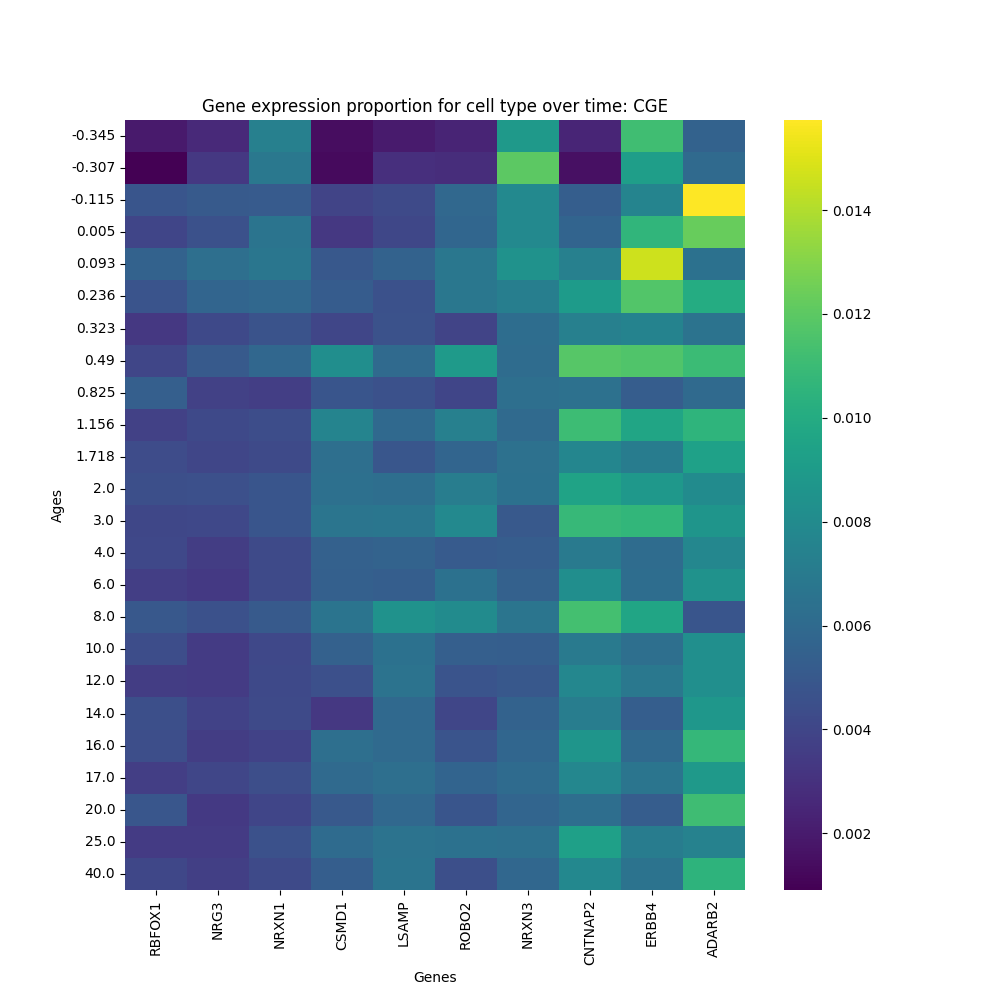 Gene expression proportion for cell type over time: CGE
Ages
-0.345
-0.307
-0.115
0.005
0.093
0.236
0.323
0.49
0.825
1.156
1.718
2.0
3.0
4.0
6.0
8.0
10.0
12.0
14.0
16.0
17.0
20.0
25.0
40.0
RBFOX1
NRG3
NRXN1
CSMD1
LSAMP
ROBO2
NRXN3
CNTNAP2
ERBB4
ADARB2
Genes
0.014
0.012
0.010
0.008
0.006
0.004
0.002